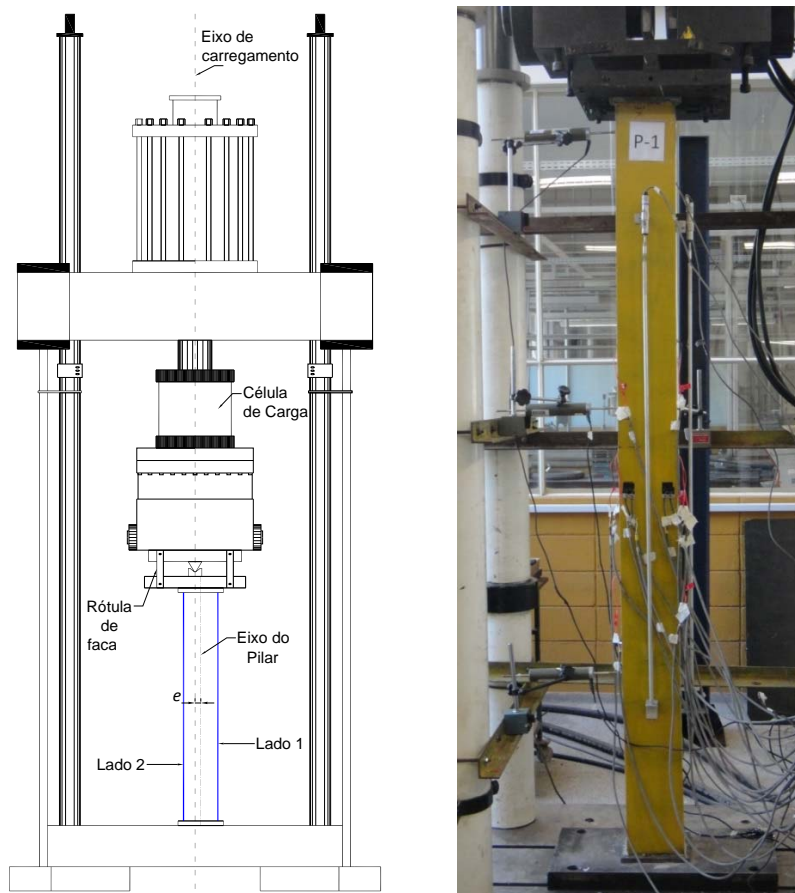 Eixo de
carregamento
Célula
de Carga
Rótula
de
faca
Eixo do
Pilar
e
Lado 1
Lado 2
P-1